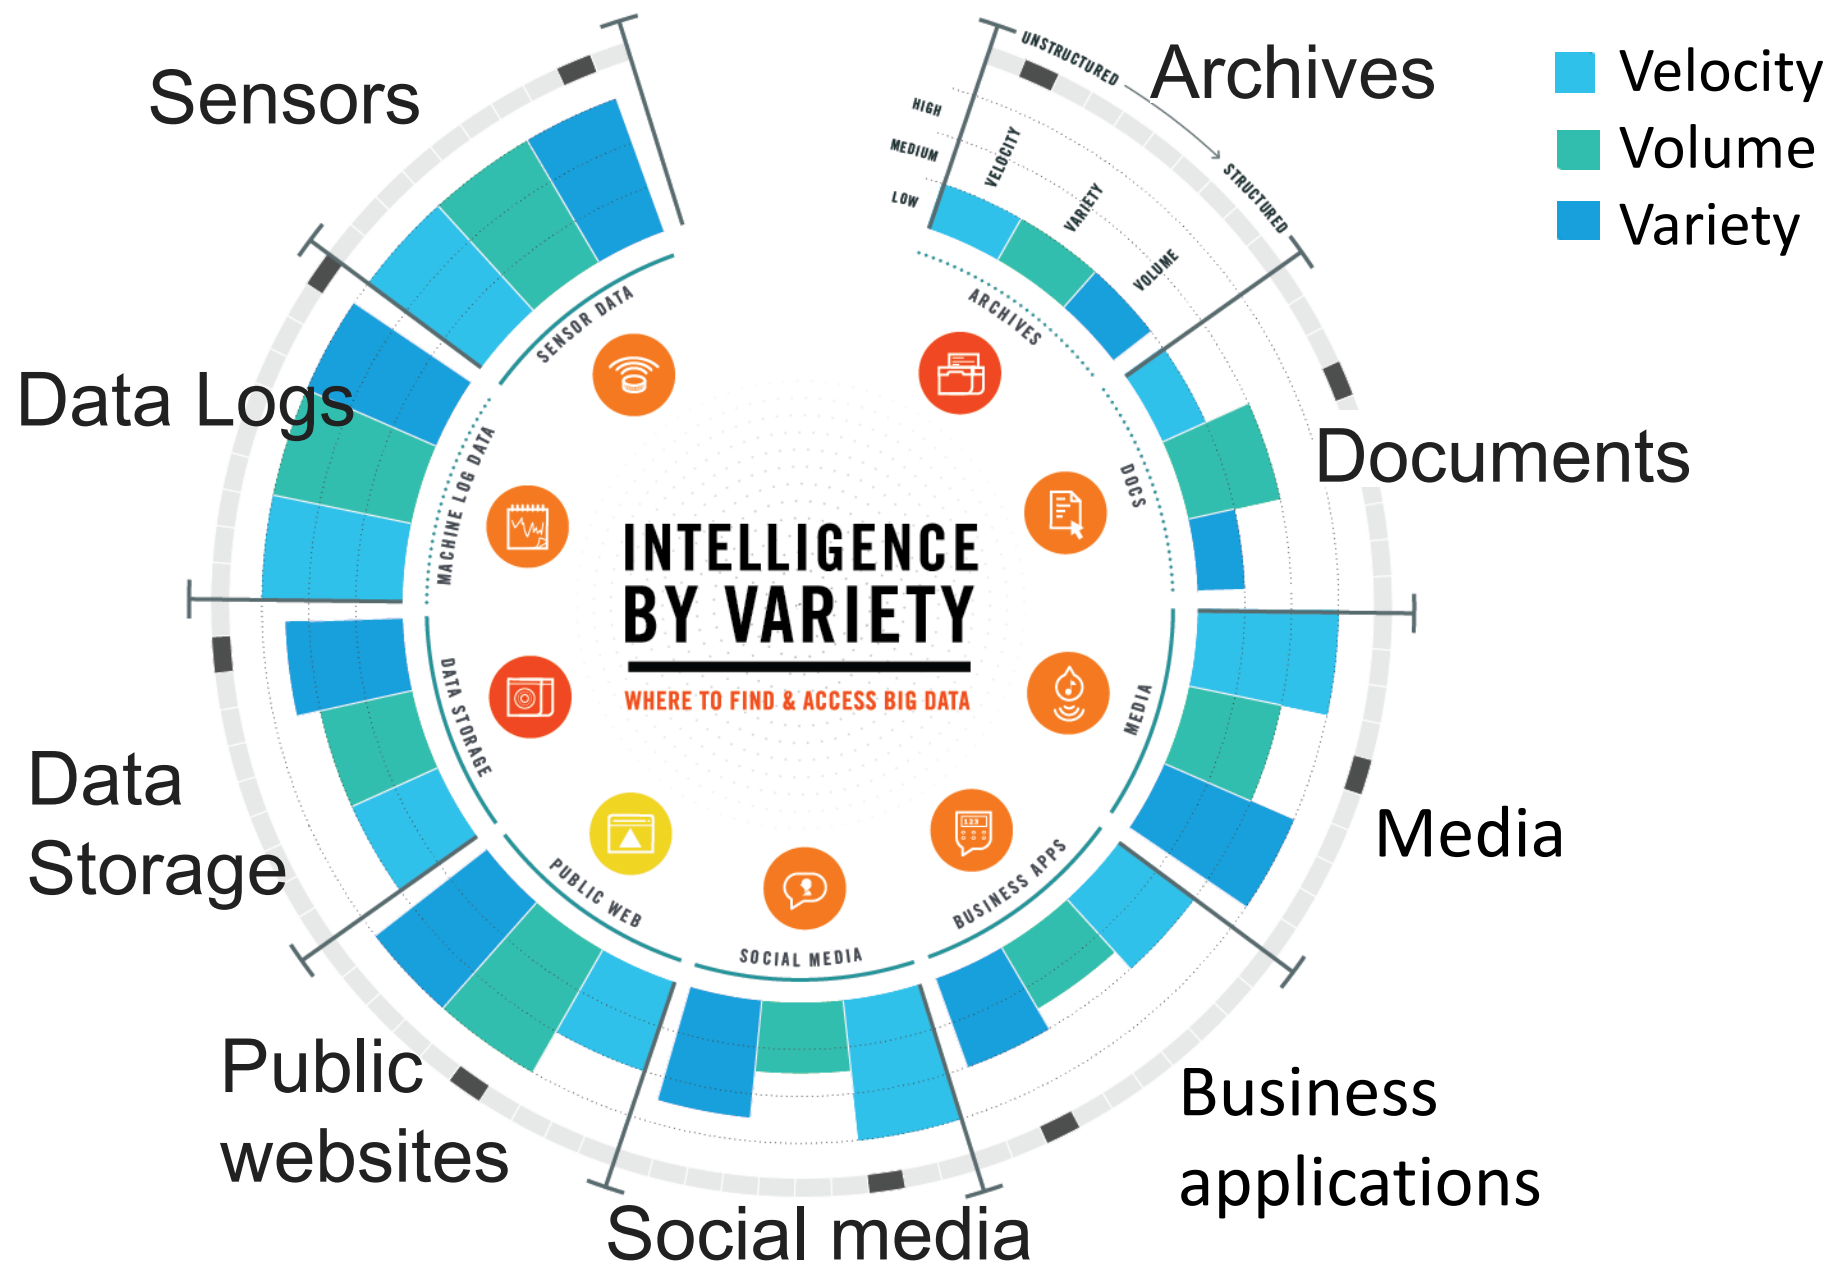 Sensors
Archives
Velocity
Volume
Variety
UNSTRUCTURED
STRUCTURED
HIGH
MEDIUM
LOW
VELOCITY
VARIETY
VOLUME
SENSOR DATA
ARCHIVES
Data Logs
Documents
MACHINE LOG DATA
DOCS
INTELLIGENCE
BY VARIETY
WHERE TO FIND & ACCESS BIG DATA
DATA STORAGE
MEDIA
123
Data
Storage
Media
PUBLIC WEB
BUSINESS APPS
SOCIAL MEDIA
Public
websites
Business
applications
Social media